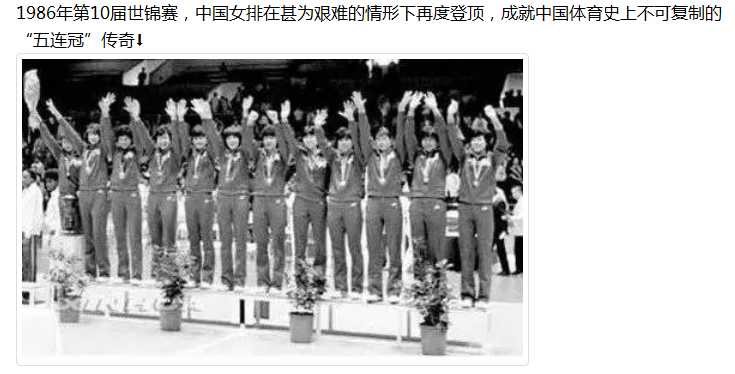 1986年第10届世锦赛，中国女排在甚为艰难的情形下再度登顶，成就中国体育史上不可复制的
“五连冠”传奇⬇